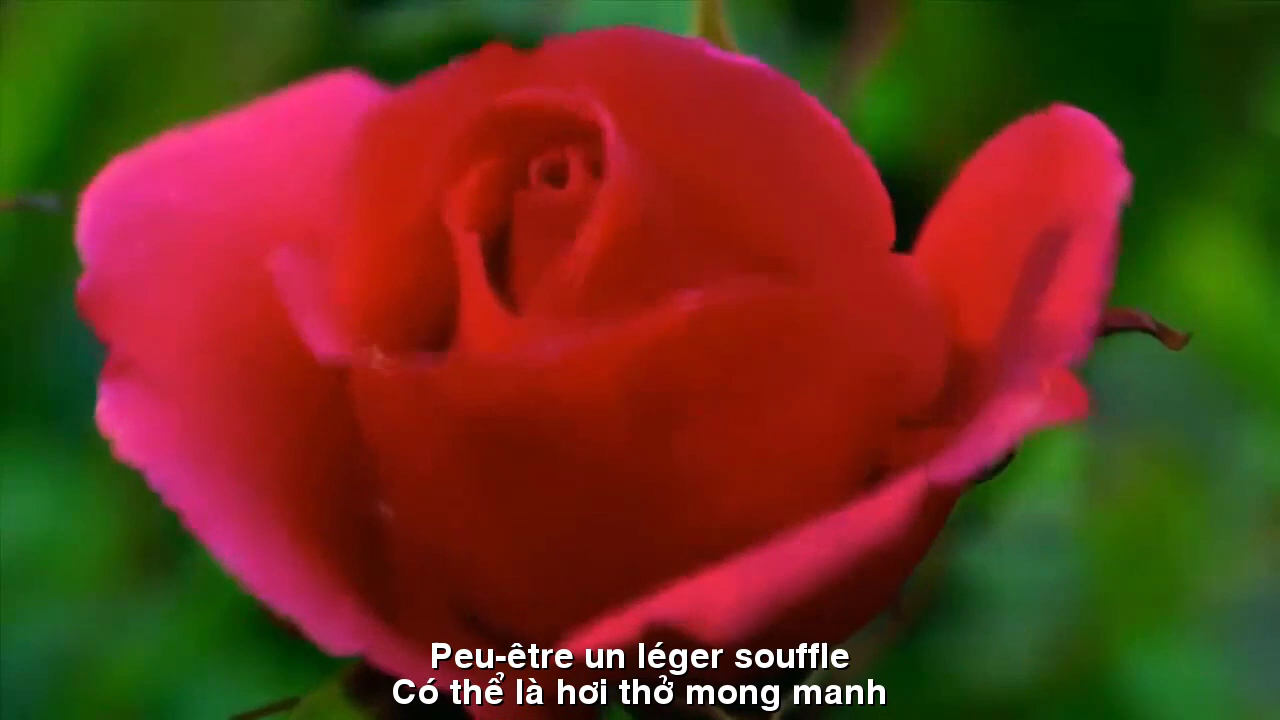 Peu-être un léger souffle
Có thể là hơi thở mong manh